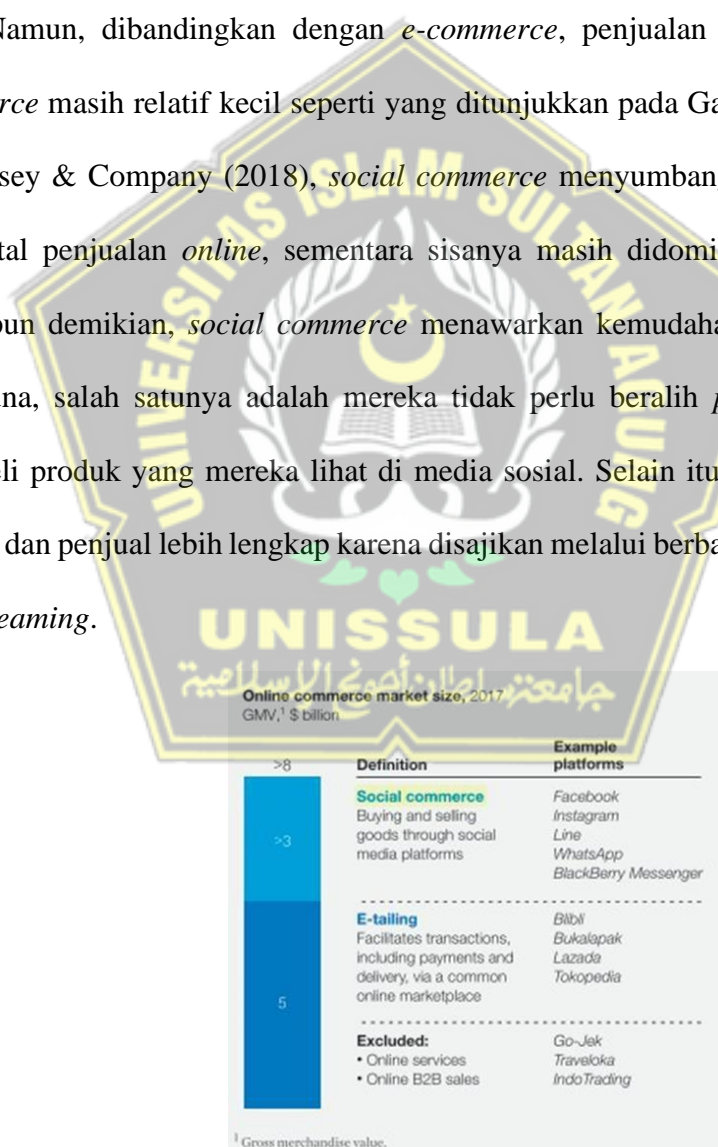 Namun, dibandingkan dengan e-commerce, penjualan
rce masih relatif kecil seperti yang ditunjukkan pada Ga
sey & Company (2018), social commerce menyumban
tal penjualan online, sementara sisanya masih didomi
pun demikian, social commerce menawarkan kemudaha
na, salah satunya adalah mereka tidak perlu beralih p
eli produk yang mereka lihat di media sosial. Selain itu
dan penjual lebih lengkap karena disajikan melalui berba
eaming.
UNIVERSITAS ISLAM SULTAN AGUNG
UNISSULA
جامعة سلطان أجونج الإسلامية
Online commerce market size, 2017
GMV,¹ $ billion
>8
Definition
Example
platforms
>3
Social commerce
Buying and selling
goods through social
media platforms
Facebook
Instagram
Line
WhatsApp
BlackBerry Messenger
5
E-tailing
Facilitates transactions,
including payments and
delivery, via a common
online marketplace
Blibli
Bukalapak
Lazada
Tokopedia
Excluded:
• Online services
• Online B2B sales
Go-Jek
Traveloka
IndoTrading
¹ Gross merchandise value.